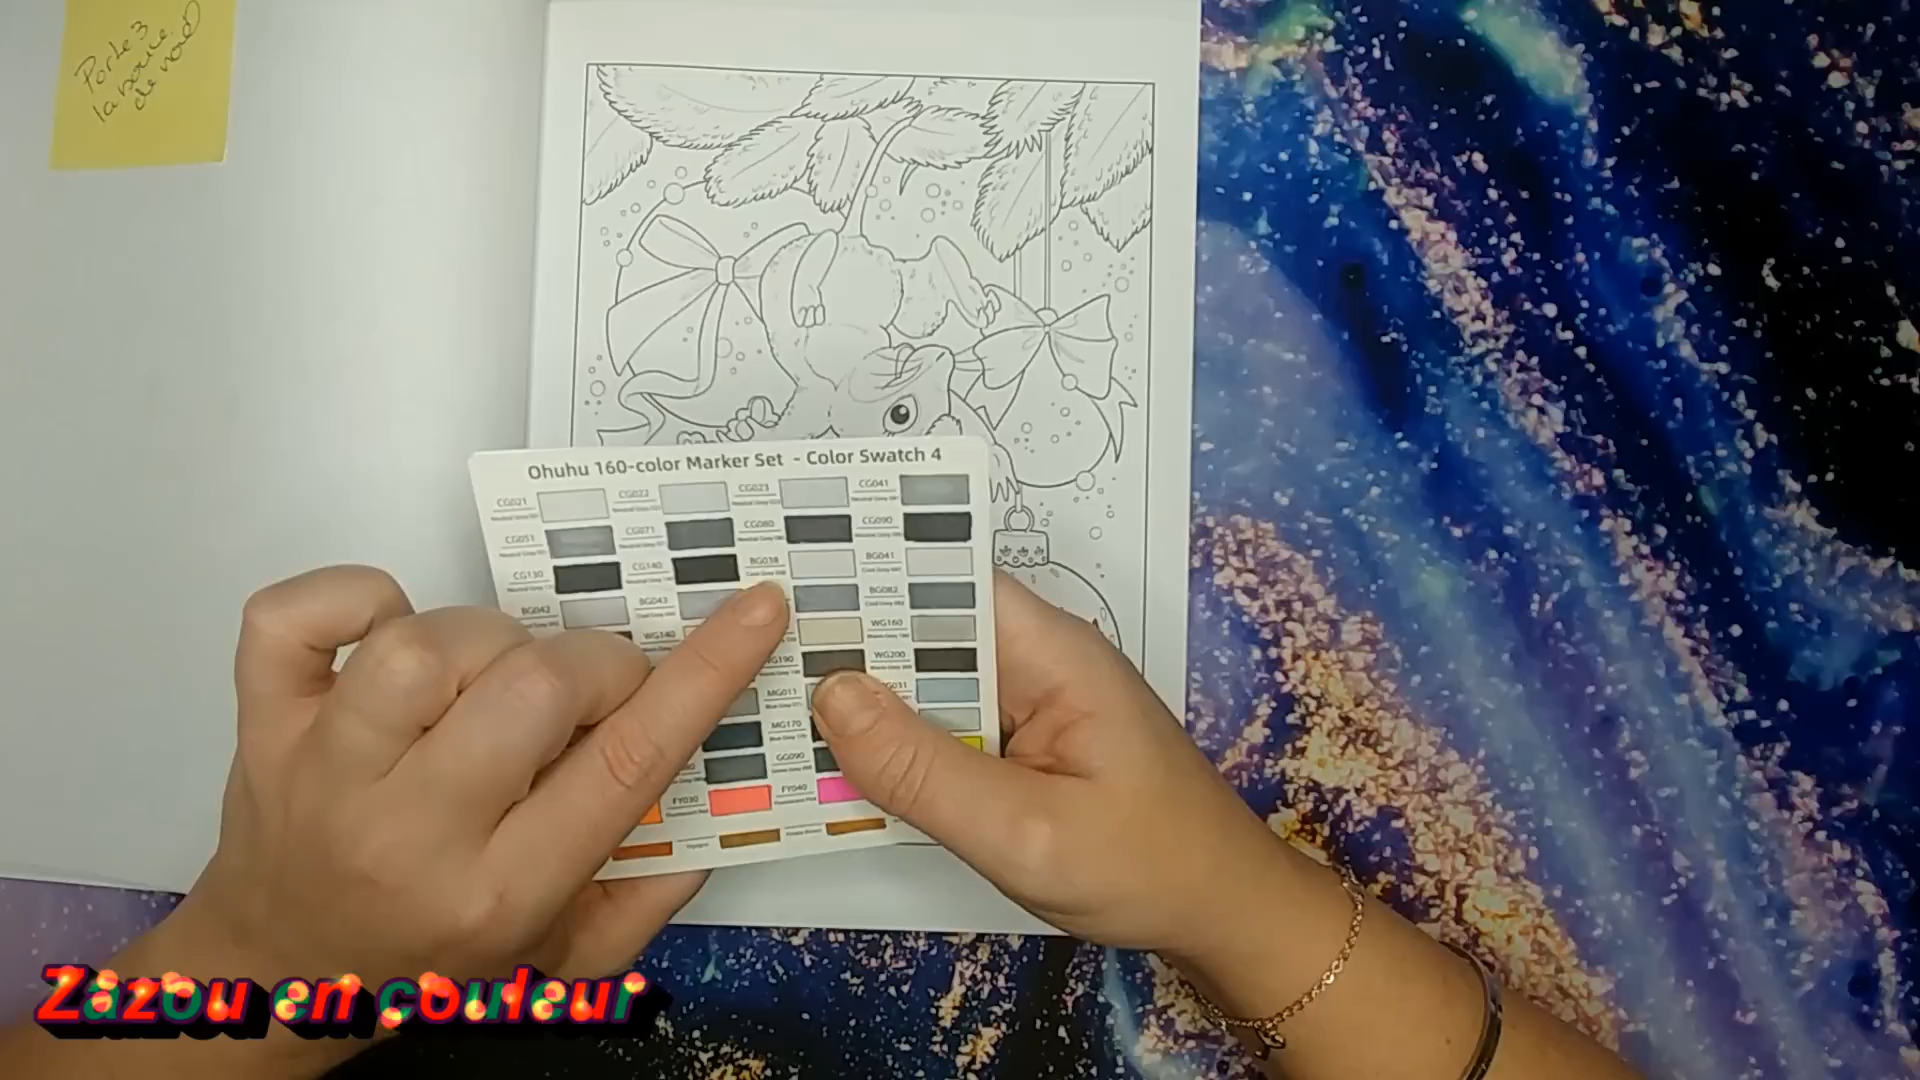 Porte 3
la boule
de noël
Ohuhu 160-color Marker Set - Color Swatch 4
CG021 CG022 CG023 CG041
CG051 CG071 CG080 CG090
CG130 CG140 BG038 BG041
BG042 BG043 BG082
WG140 WG160
WG190 WG200
MG011
MG170
GG090
FY030 FY040
Zazou en couleur